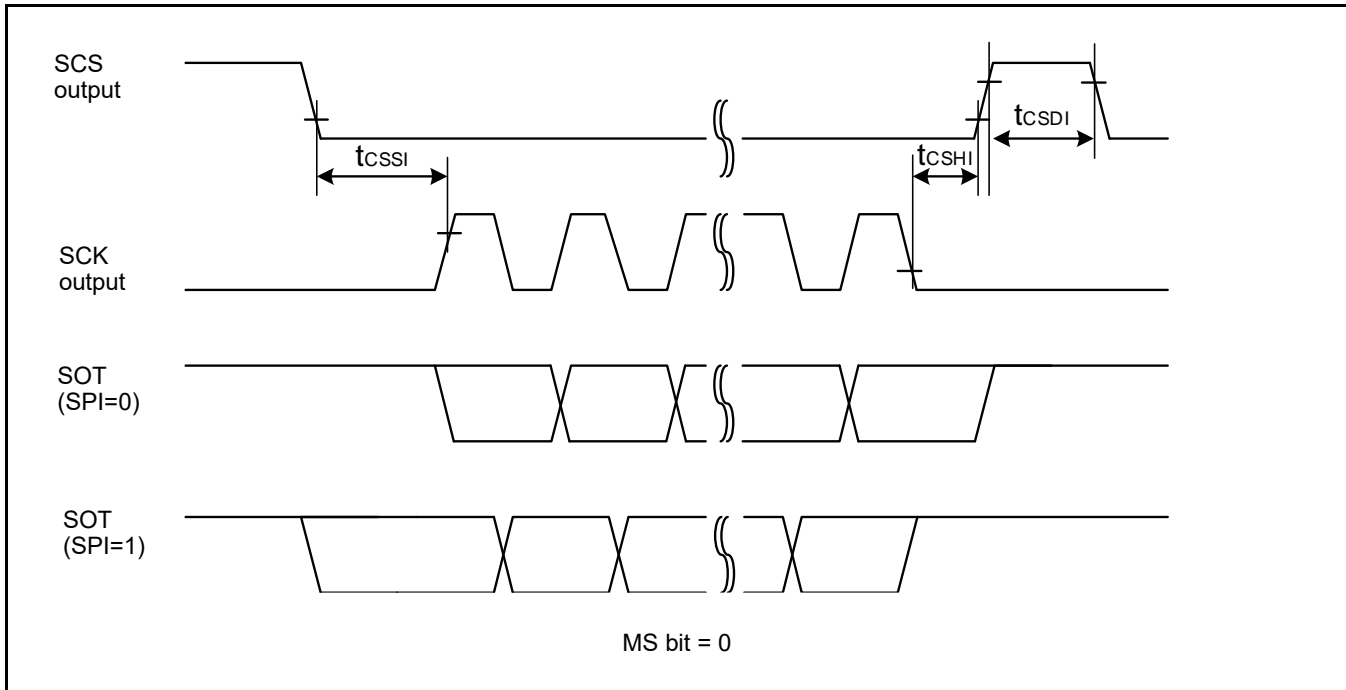 SCS
output
tCSSI
tCSHI
tCSDI
SCK
output
SOT
(SPI=0)
SOT
(SPI=1)
MS bit = 0